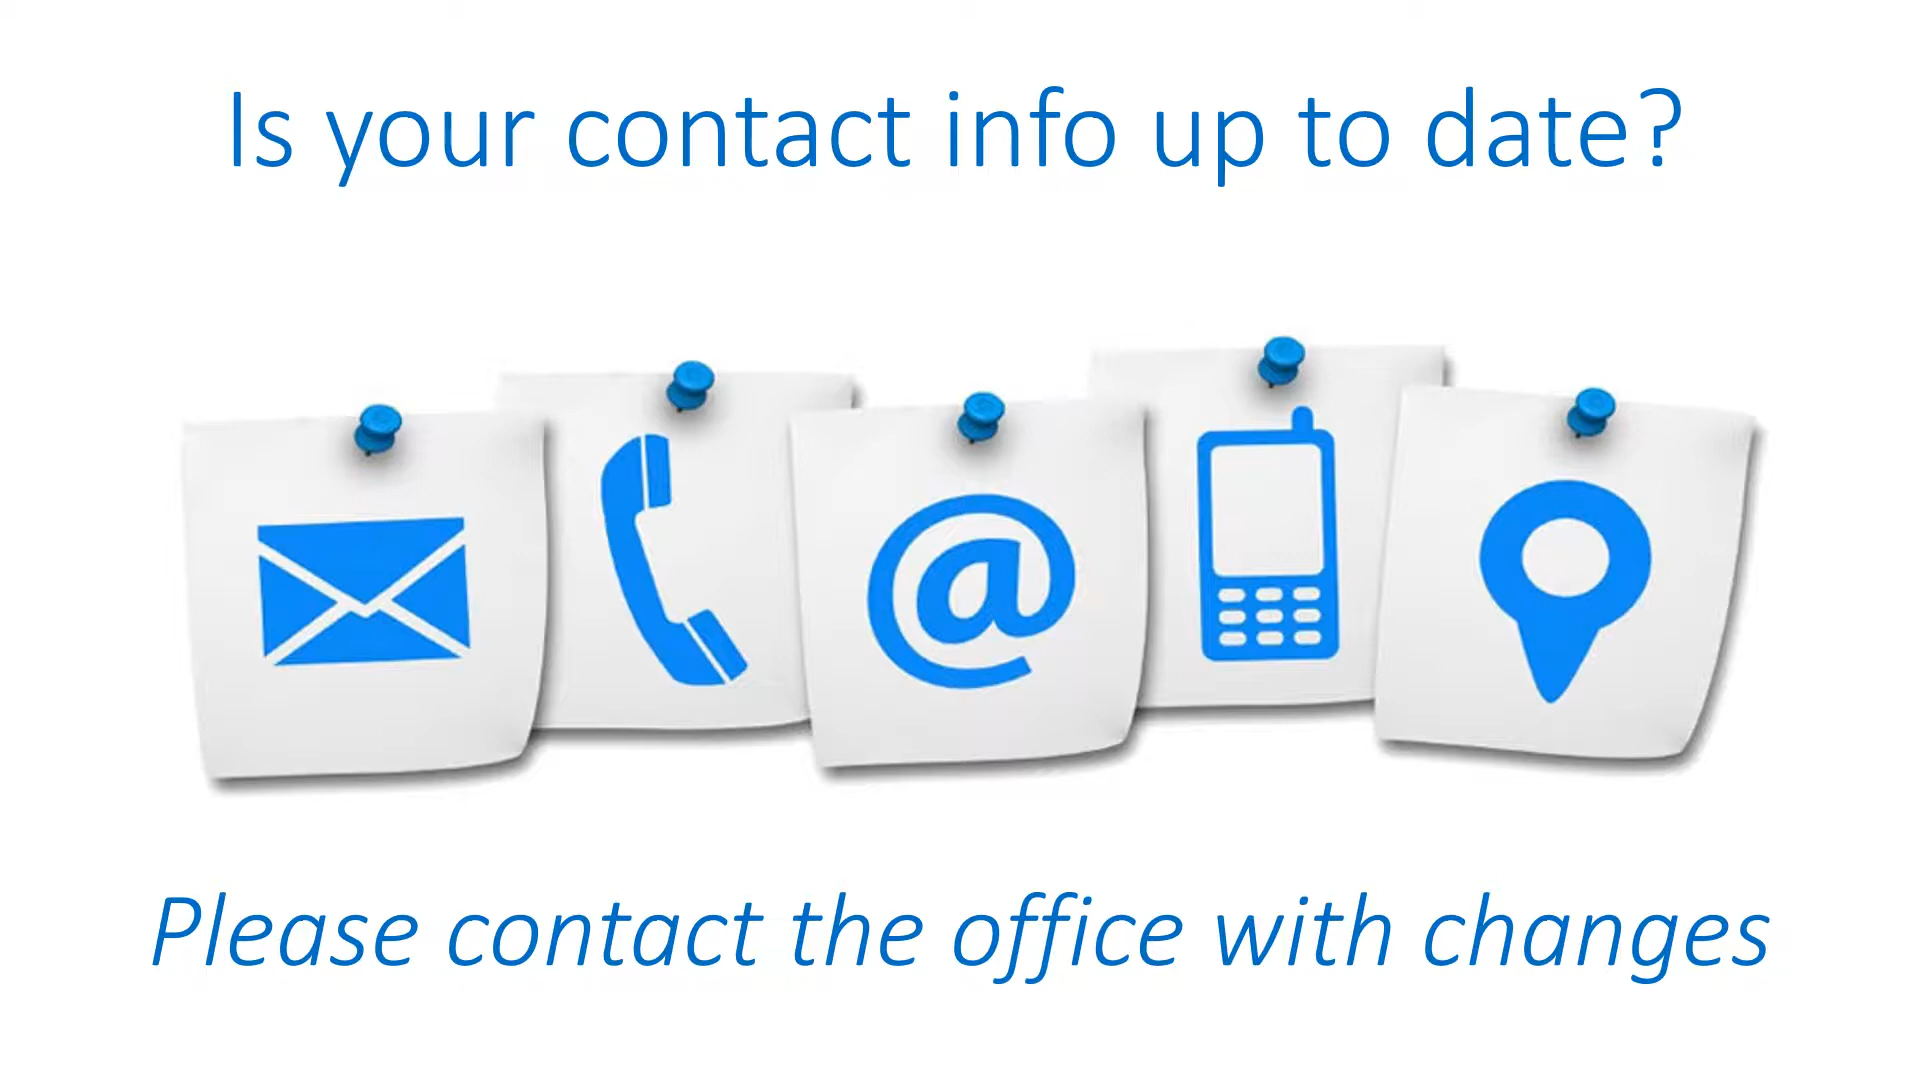 Is your contact info up to date?
@
Please contact the office with changes